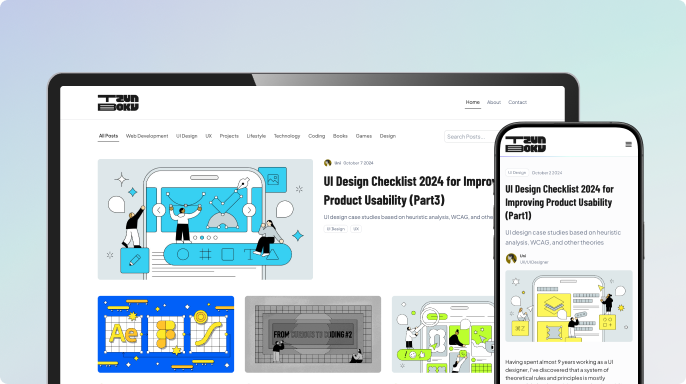 TZUN
BOKU
Home About Contact
All Posts Web Development UI Design UX Projects Lifestyle Technology Coding Books Games Design
Search Posts...
Uni October 7 2024
UI Design Checklist 2024 for Impro
Product Usability (Part3)
UI design case studies based on heuristic analysis, WCAG, and othe
UI Design UX
Ae
FROM TO CODING #2
TZUN
BOKU
UI Design October 2 2024
UI Design Checklist 2024 for
Improving Product Usability
(Part1)
UI design case studies based on heuristic
analysis, WCAG, and other theories
Uni
UX/UI Designer
Having spent almost 9 years working as a UI
designer, I've discovered that a system of
theoretical rules and principles is mostly